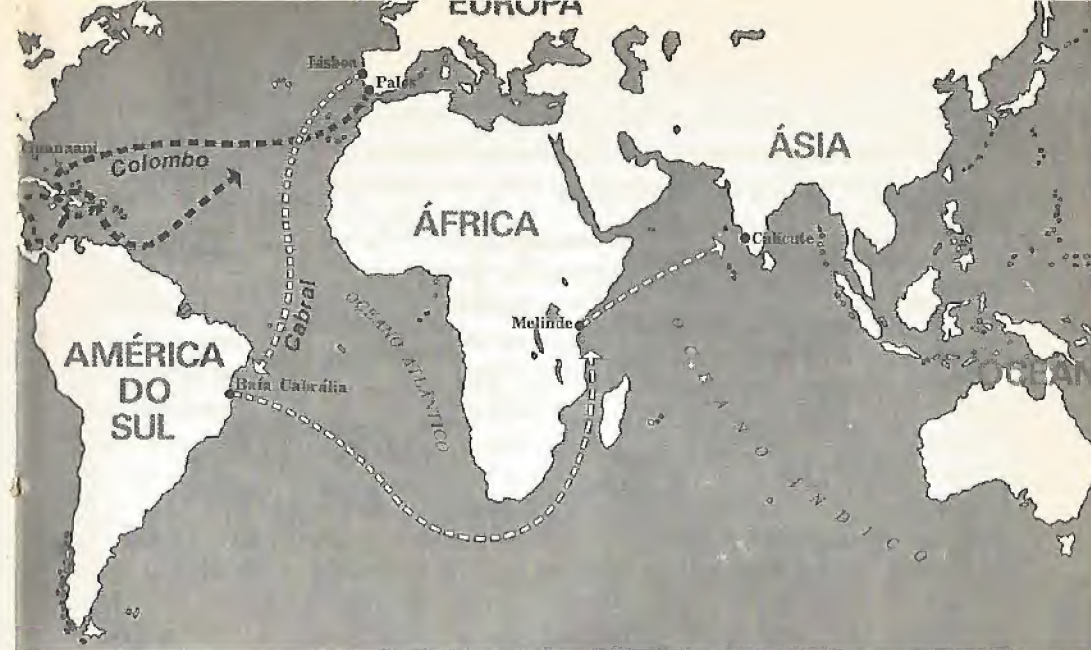 EUROPA
Lisboa
Palos
Guanaani
Colombo
ÁSIA
ÁFRICA
Calicute
Cabral
OCEANO ATLÂNTICO
Melinde
AMÉRICA
DO
SUL
Baía Cabrália
OCEANO ÍNDICO
OCEAN